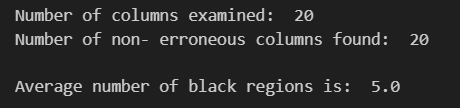 Number of columns examined:  20
Number of non- erroneous columns found:  20
Average number of black regions is:  5.0